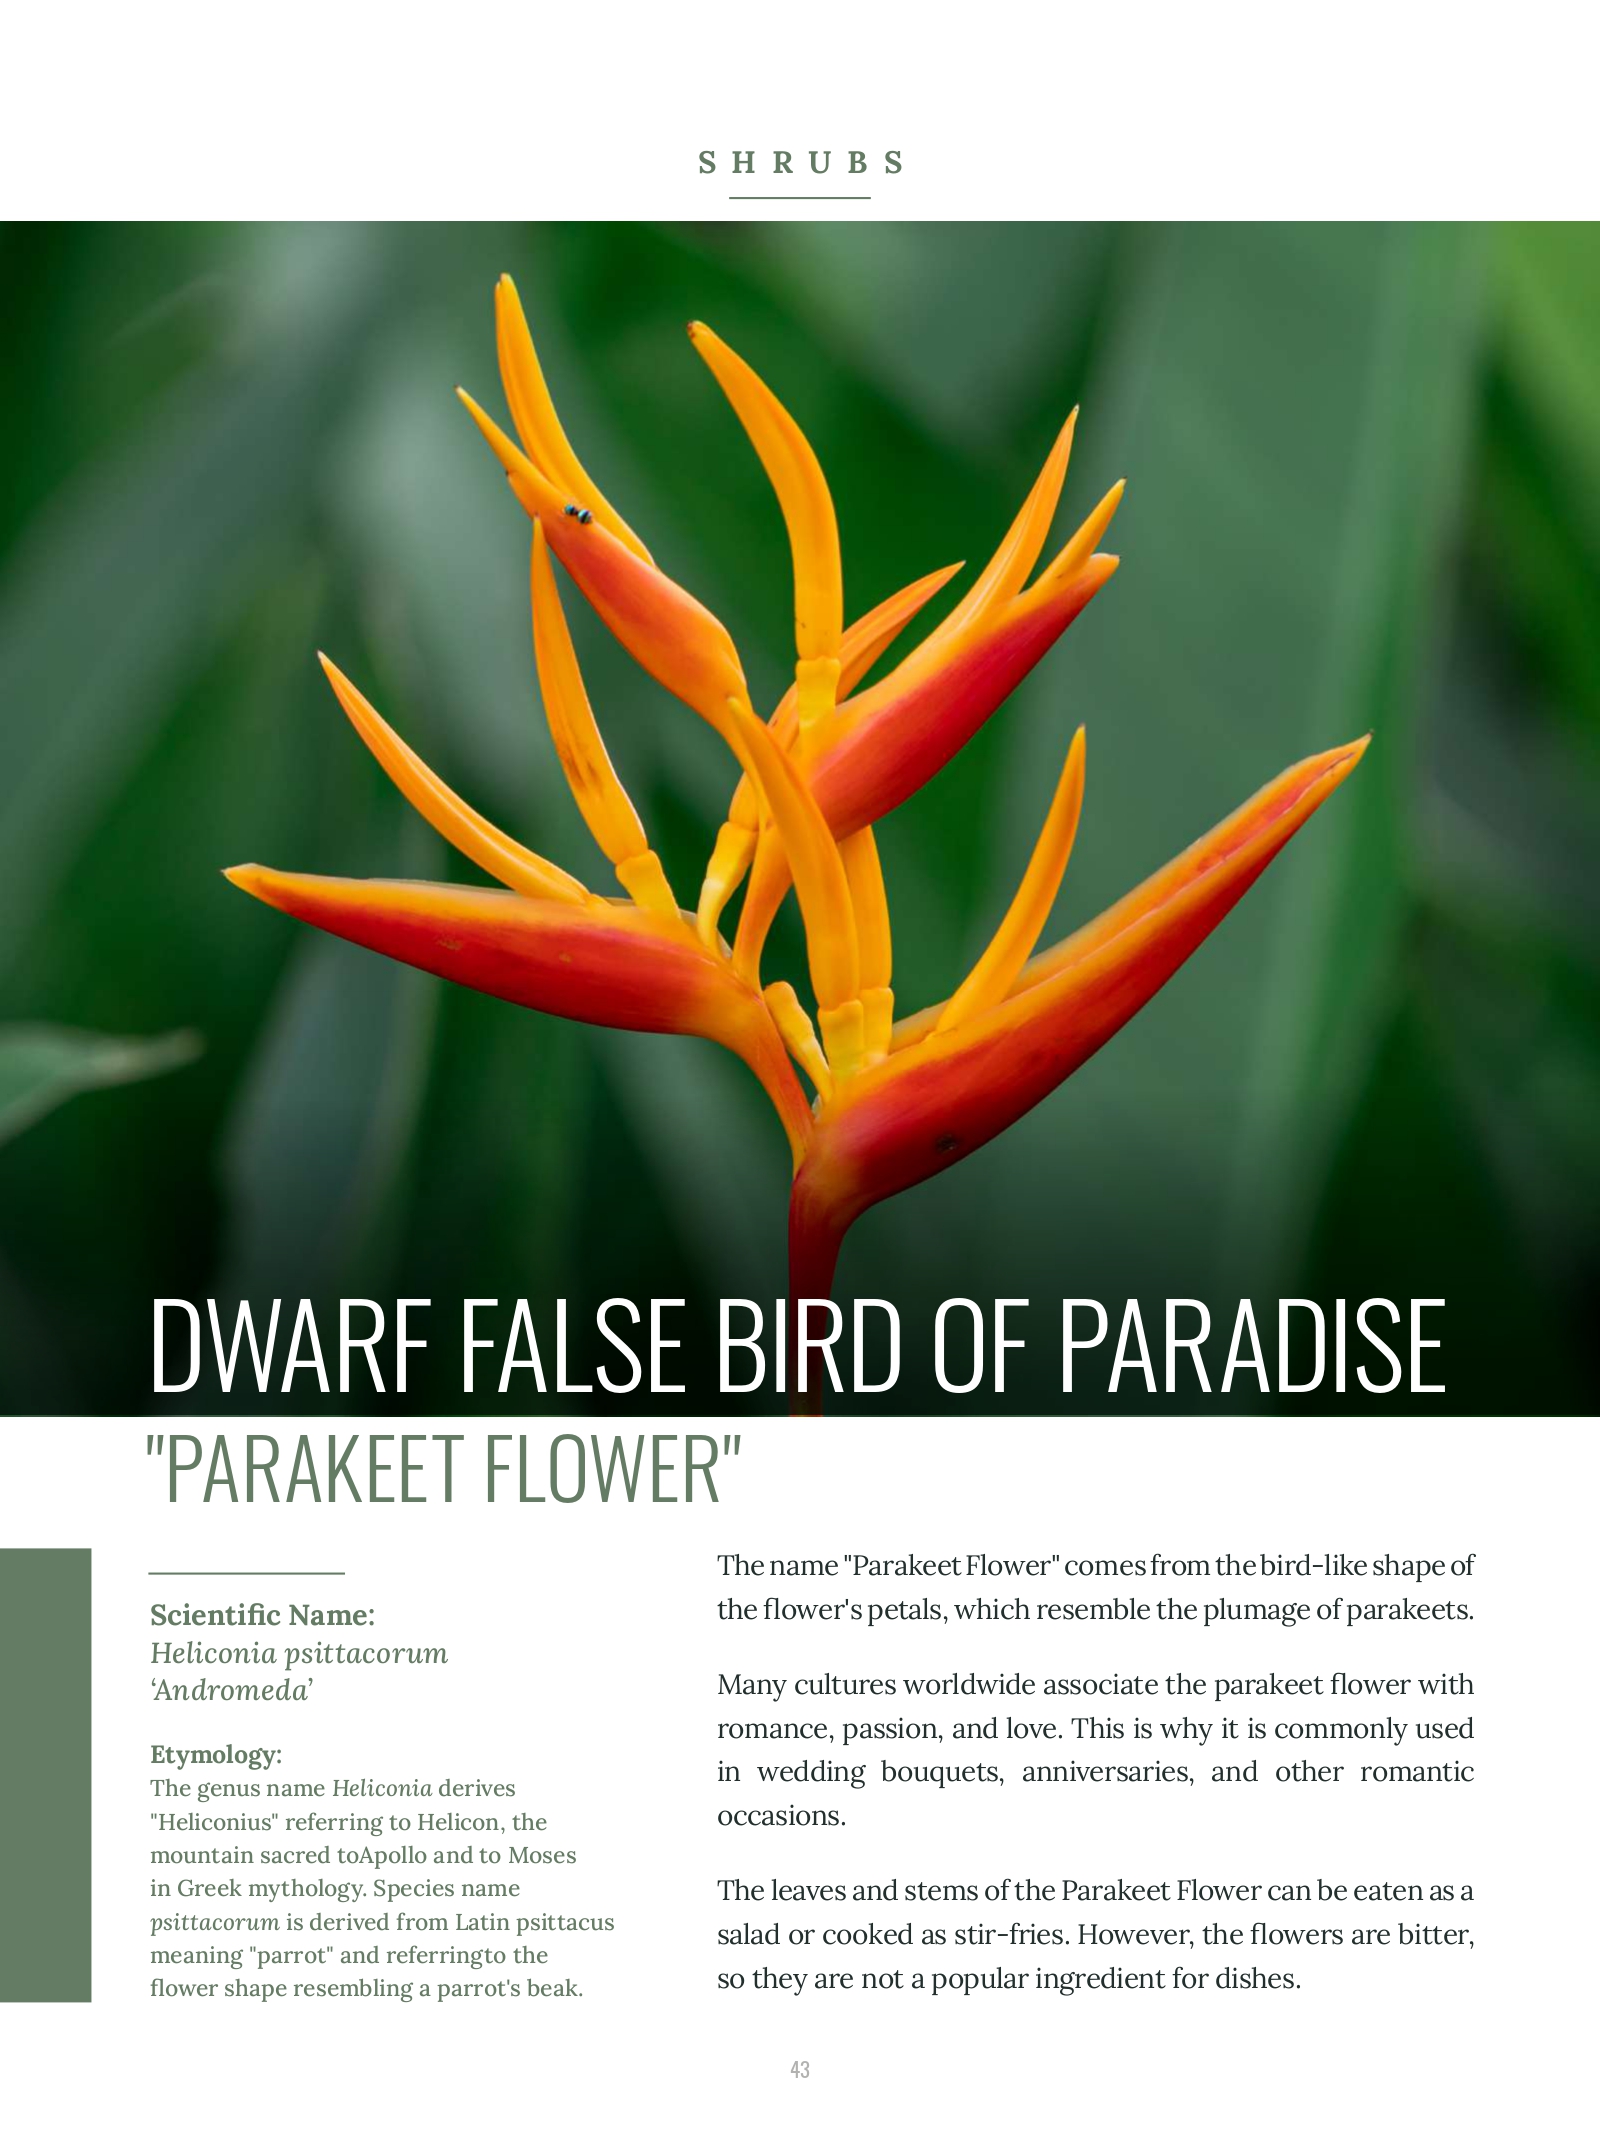 SHRUBS
DWARF FALSE BIRD OF PARADISE
"PARAKEET FLOWER"
Scientific Name:
Heliconia psittacorum
‘Andromeda’
Etymology:
The genus name Heliconia derives
"Heliconius" referring to Helicon, the
mountain sacred toApollo and to Moses
in Greek mythology. Species name
psittacorum is derived from Latin psittacus
meaning "parrot" and referringto the
flower shape resembling a parrot's beak.
The name "Parakeet Flower" comes from the bird-like shape of
the flower's petals, which resemble the plumage of parakeets.
Many cultures worldwide associate the parakeet flower with
romance, passion, and love. This is why it is commonly used
in wedding bouquets, anniversaries, and other romantic
occasions.
The leaves and stems of the Parakeet Flower can be eaten as a
salad or cooked as stir-fries. However, the flowers are bitter,
so they are not a popular ingredient for dishes.
43